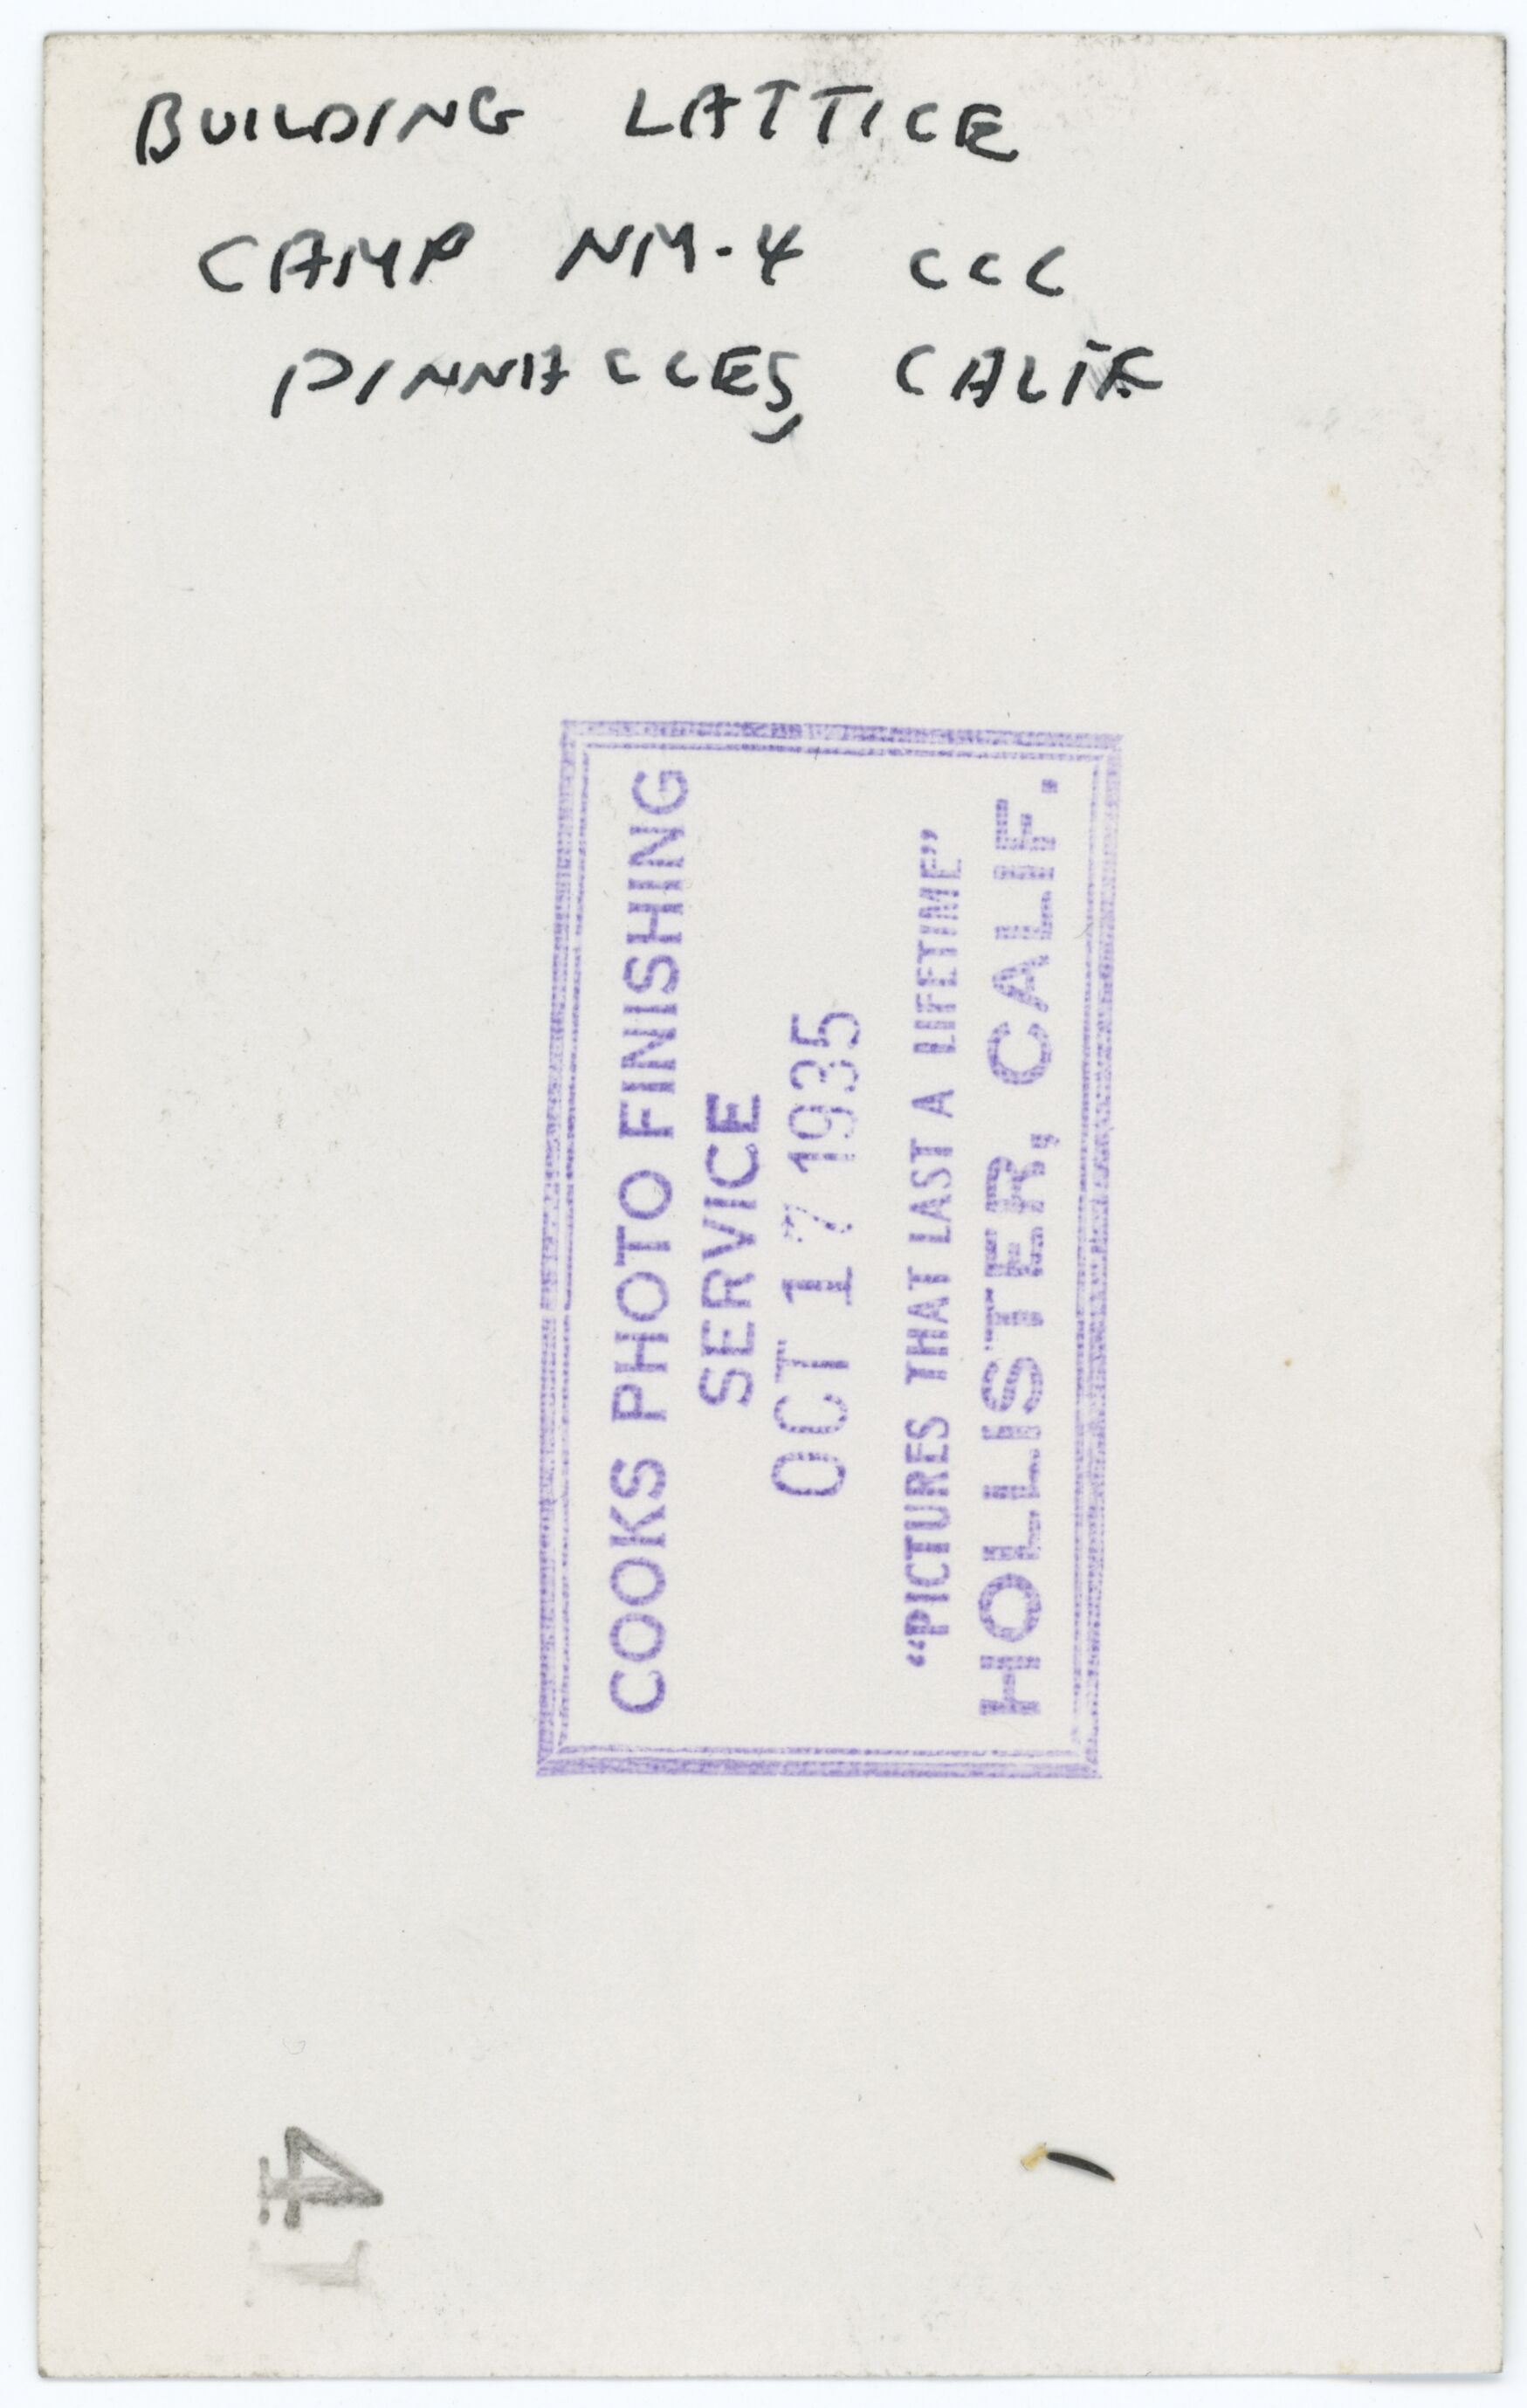 BUILDING LATTICE
CAMP NM-4 CCC
PINNACLES, CALIF
COOKS PHOTO FINISHING
SERVICE
OCT 17 1935
“PICTURES THAT LAST A LIFETIME”
HOLLISTER, CALIF.